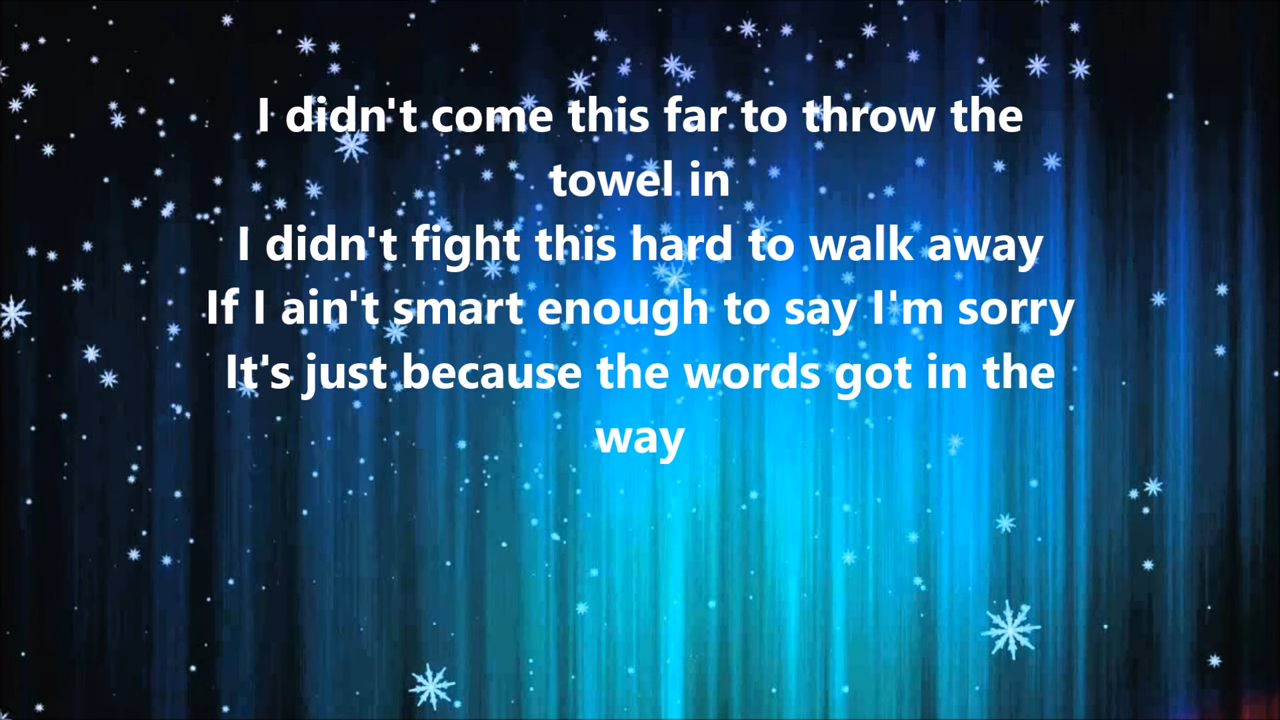 I didn't come this far to throw the
towel in
I didn't fight this hard to walk away
If I ain't smart enough to say I'm sorry
It's just because the words got in the
way